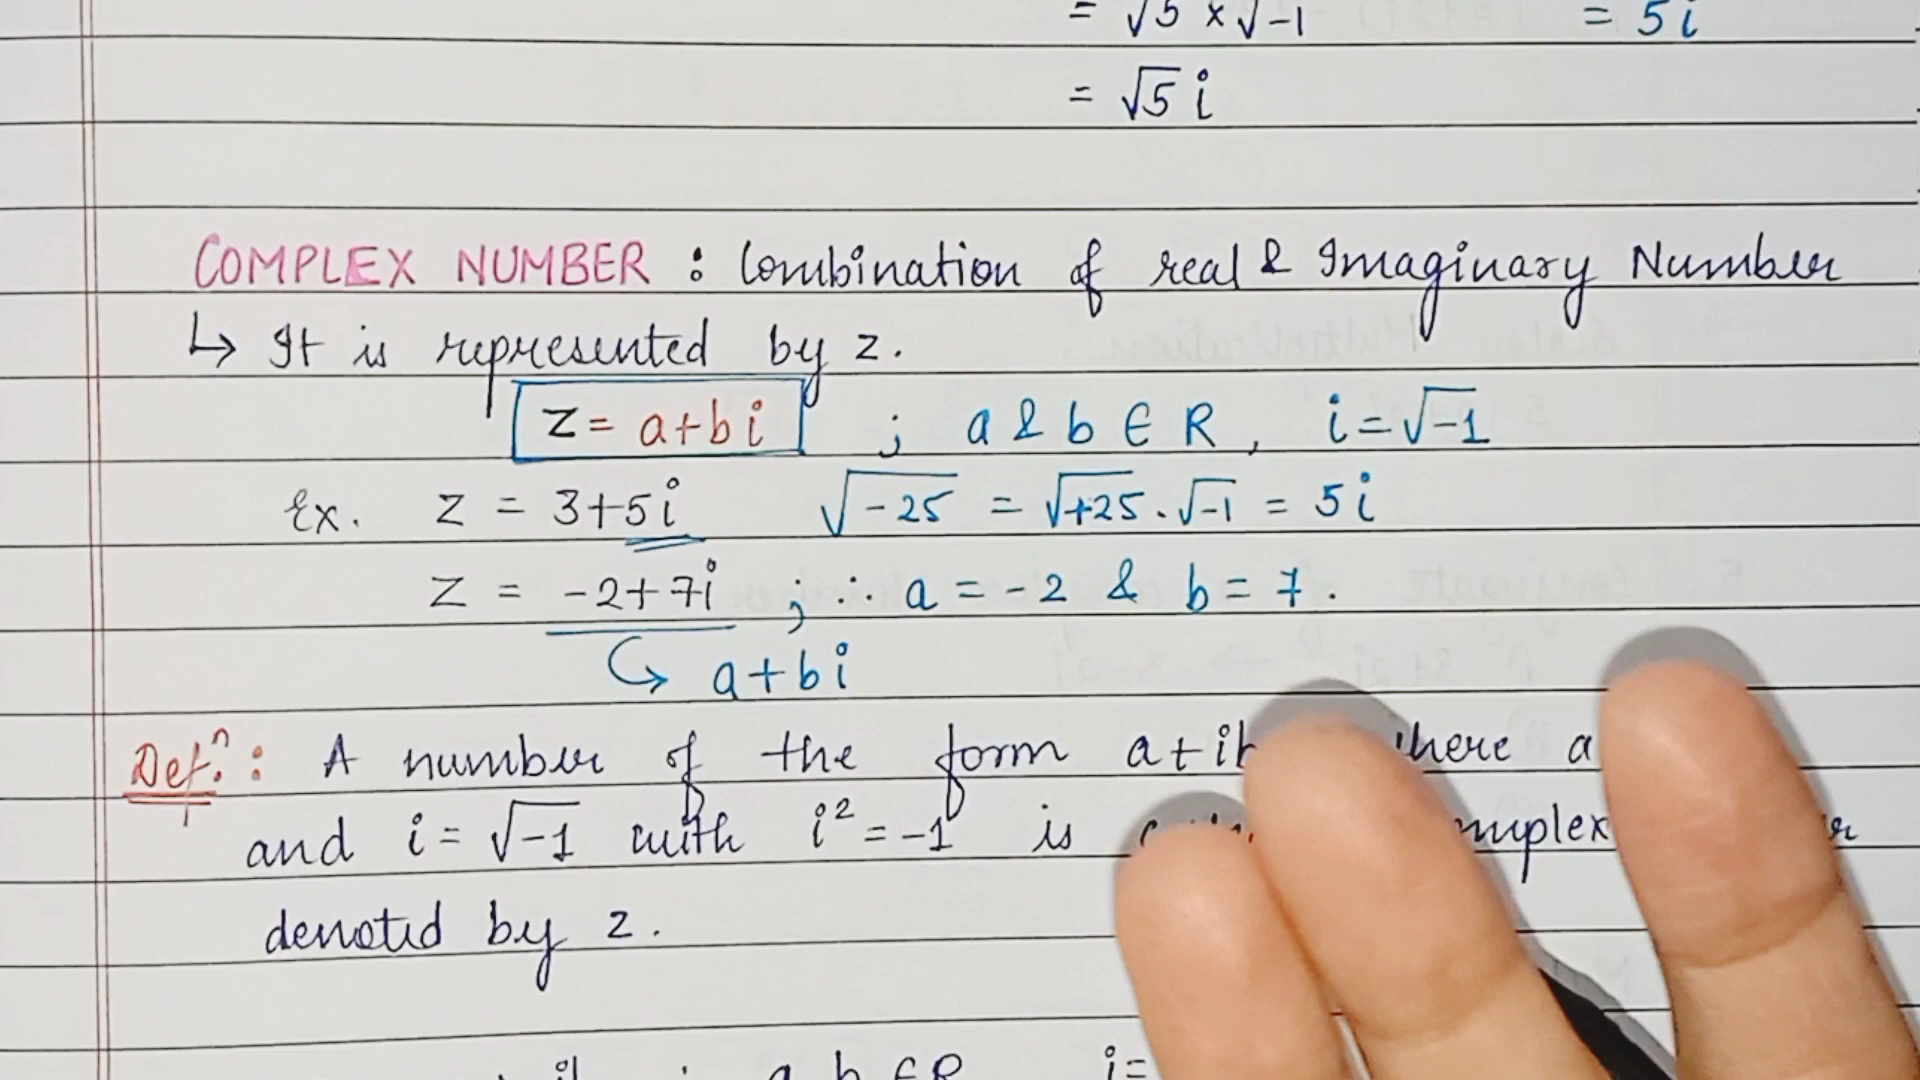 = √5 × √-1 = 5i
= √5 i
COMPLEX NUMBER : Combination of real & Imaginary Number
↳ It is represented by z.
z = a+bi ; a & b ∈ R, i = √-1
Ex. z = 3+5i √-25 = √+25 . √-1 = 5i
z = -2+7i ; ∴ a = -2 & b = 7.
↳ a+bi
Defⁿ. : A number of the form a+ib here a
and i = √-1 with i² = -1 is
denoted by z.
a, b ∈ R i =